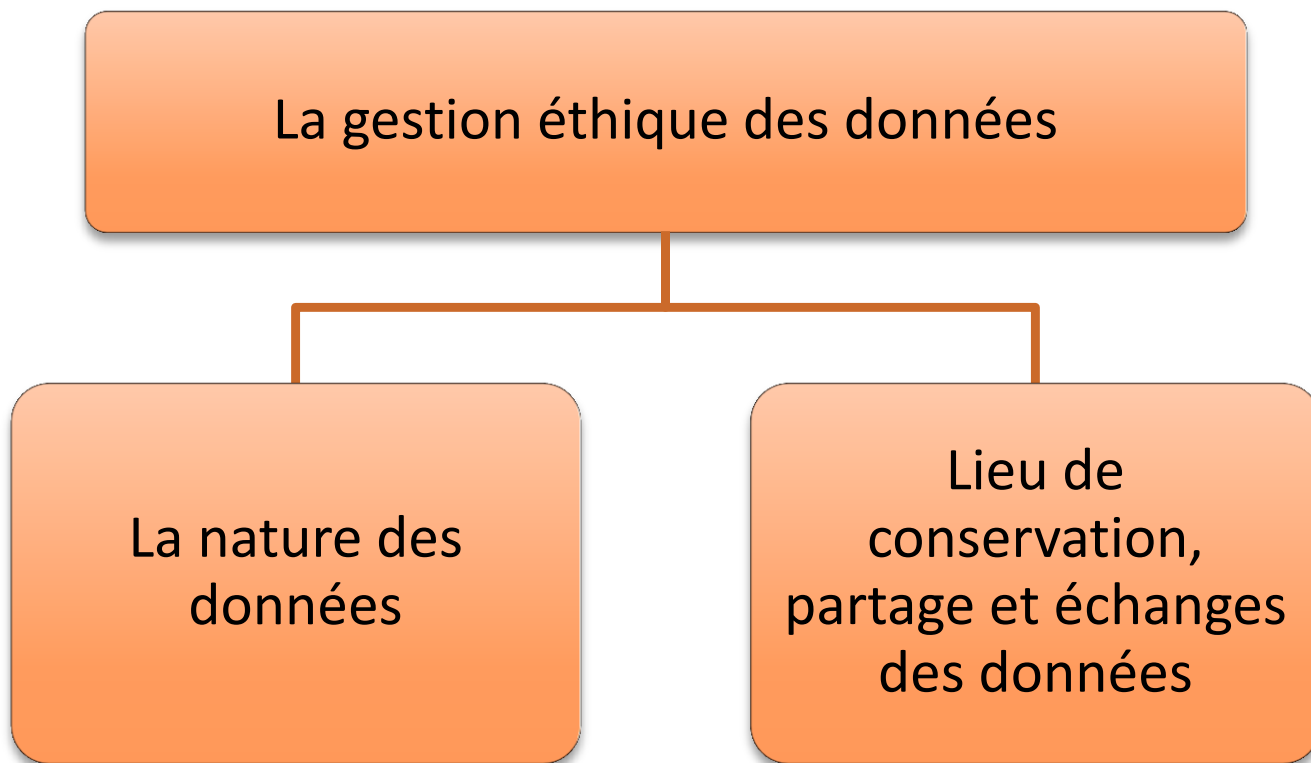 La gestion éthique des données
La nature des
données
Lieu de
conservation,
partage et échanges
des données